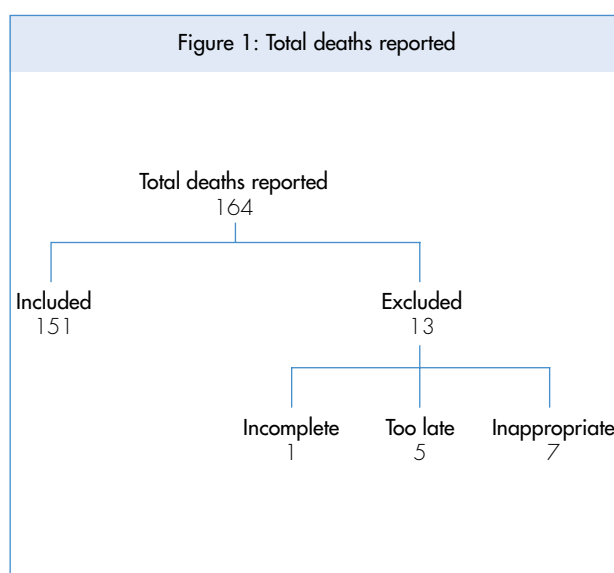 Figure 1: Total deaths reported
Total deaths reported
164
Included
151
Excluded
13
Incomplete
1
Too late
5
Inappropriate
7